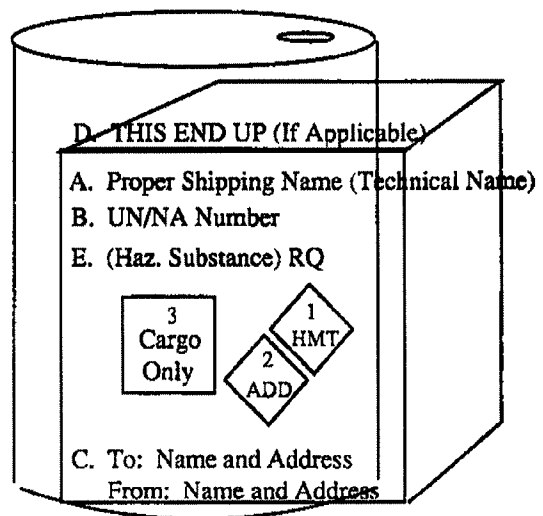 D. THIS END UP (If Applicable)
A. Proper Shipping Name (Technical Name)
B. UN/NA Number
E. (Haz. Substance) RQ
3
Cargo
Only
1
HMT
2
ADD
C. To: Name and Address
From: Name and Address